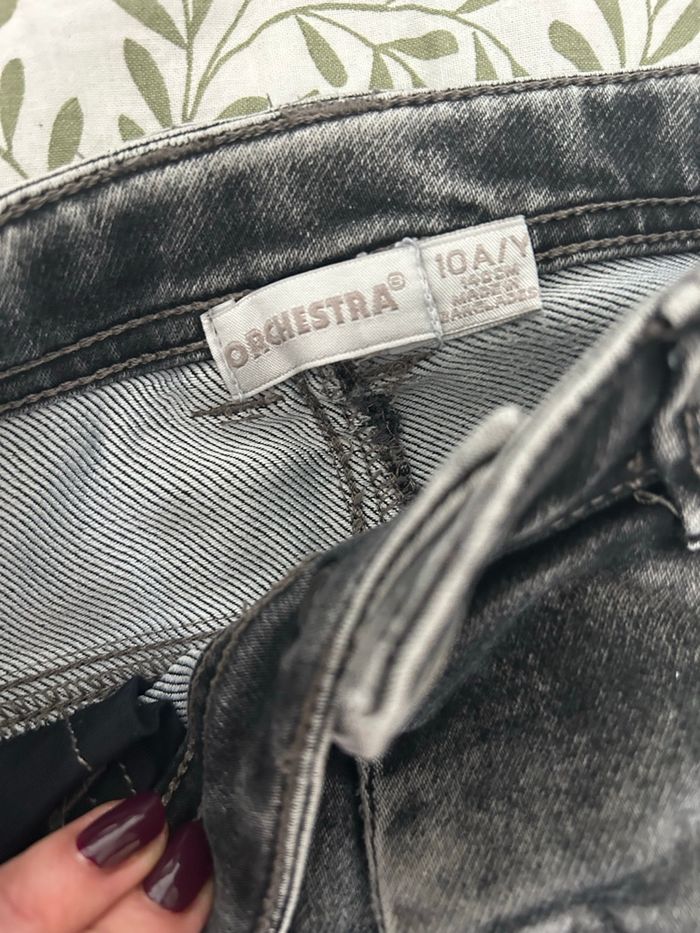 ORCHESTRA®
10A/Y
140CM
MADE IN
BANGLADESH